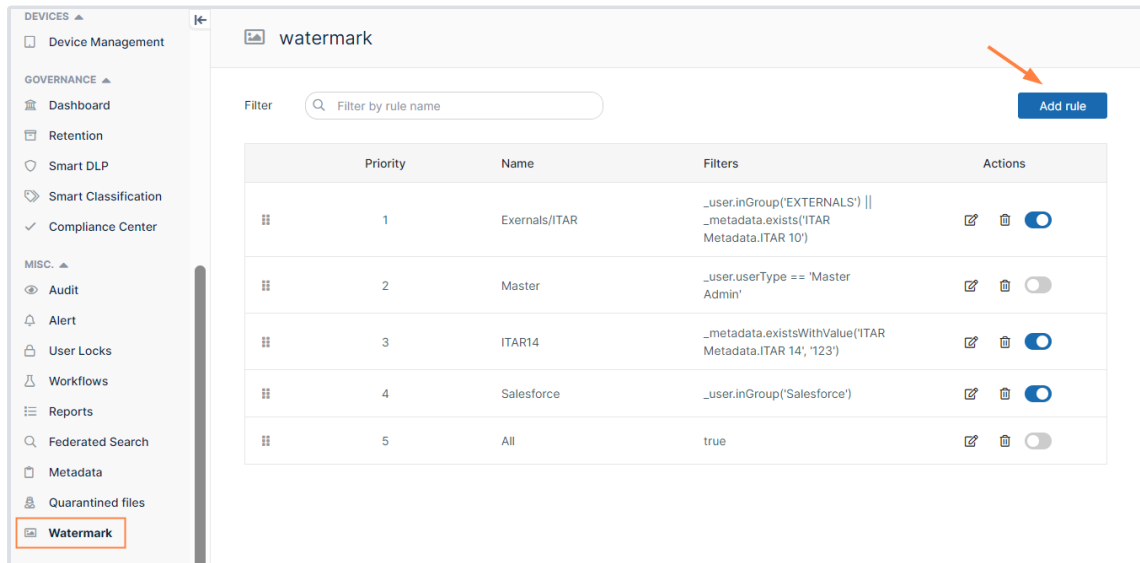 DEVICES
Device Management
GOVERNANCE
Dashboard
Retention
Smart DLP
Smart Classification
Compliance Center
MISC.
Audit
Alert
User Locks
Workflows
Reports
Federated Search
Metadata
Quarantined files
Watermark
watermark
Filter Filter by rule name Add rule
Priority Name Filters Actions
_user.inGroup('EXTERNALS') ||
1 Exernals/ITAR _metadata.exists('ITAR
Metadata.ITAR 10')
2 Master _user.userType == 'Master
Admin'
3 ITAR14 _metadata.existsWithValue('ITAR
Metadata.ITAR 14', '123')
4 Salesforce _user.inGroup('Salesforce')
5 All true